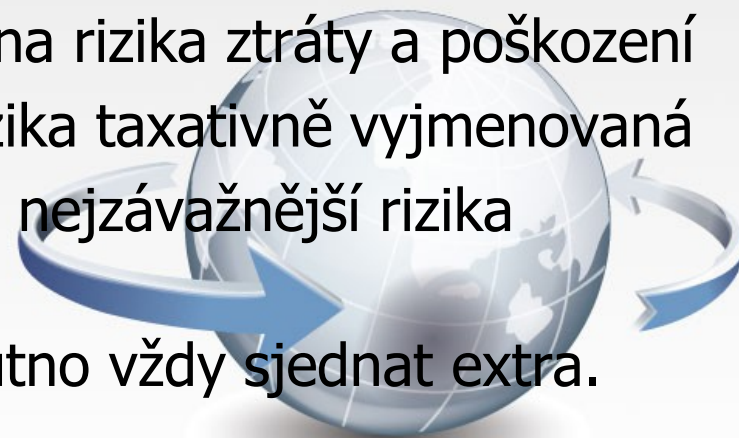 na rizika ztráty a poškození
zika taxativně vyjmenovaná
nejzávažnější rizika
utno vždy sjednat extra.